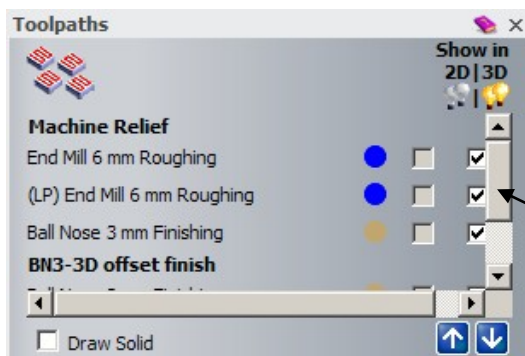 Toolpaths
Show in
2D | 3D
Machine Relief
End Mill 6 mm Roughing
(LP) End Mill 6 mm Roughing
Ball Nose 3 mm Finishing
BN3-3D offset finish
Draw Solid